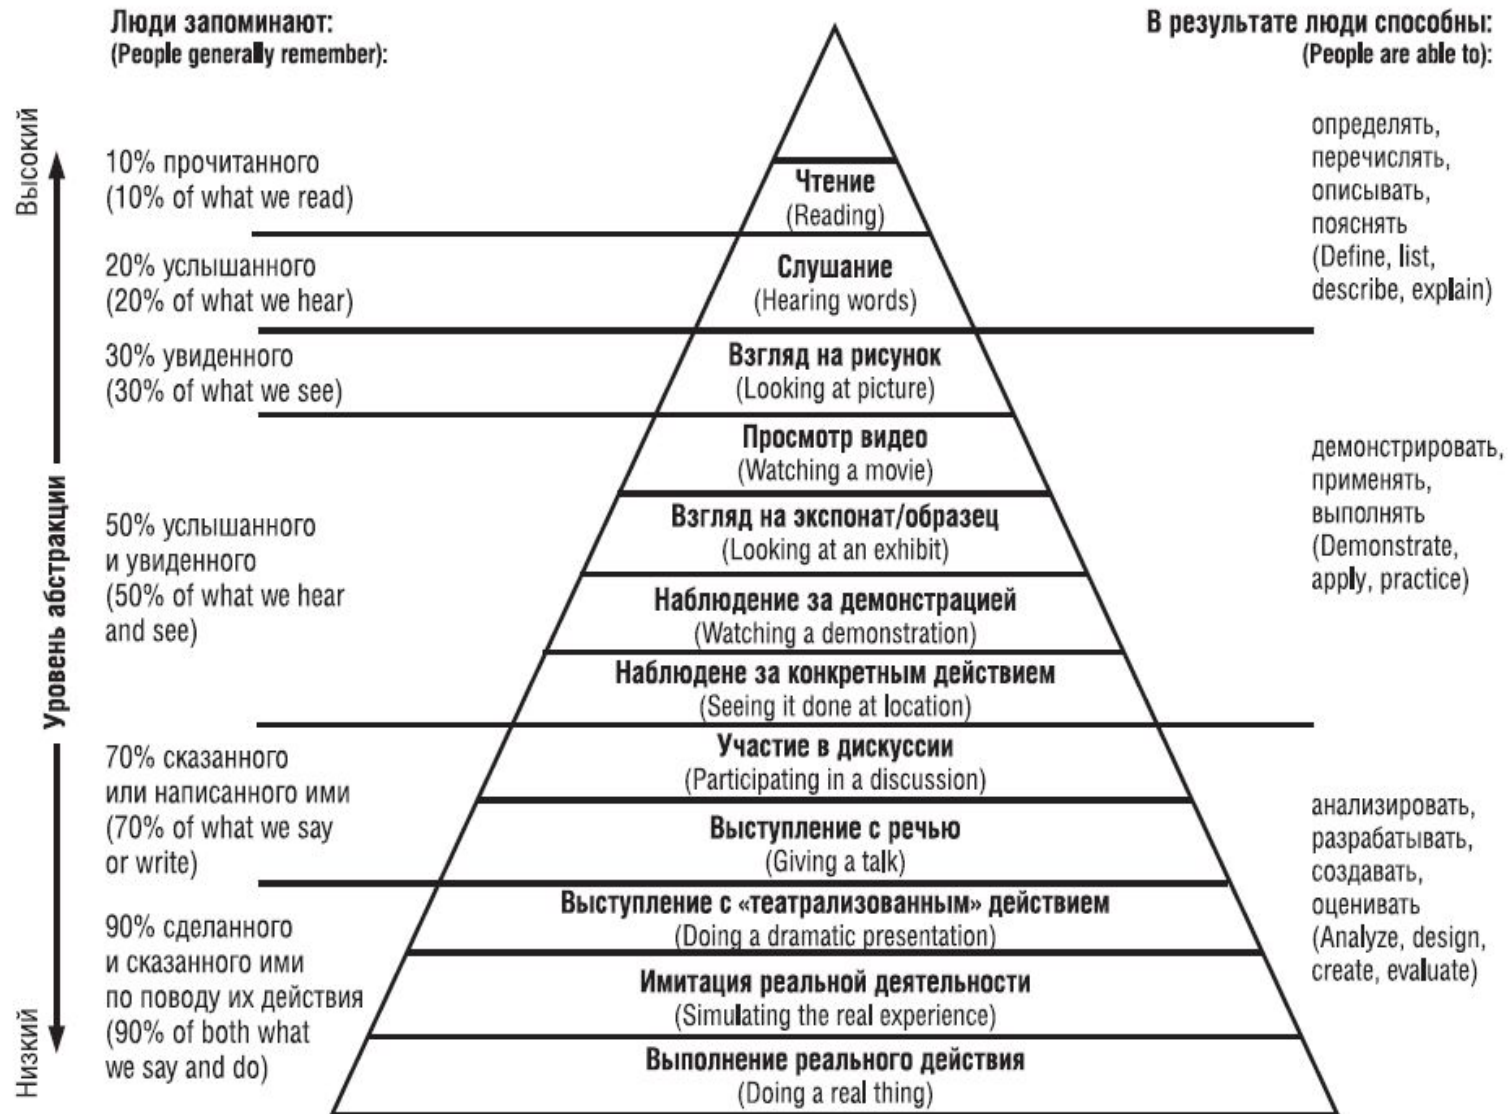 Люди запоминают:
(People generally remember):
В результате люди способны:
(People are able to):
Высокий
Уровень абстракции
Низкий
10% прочитанного
(10% of what we read)
20% услышанного
(20% of what we hear)
30% увиденного
(30% of what we see)
50% услышанного
и увиденного
(50% of what we hear
and see)
70% сказанного
или написанного ими
(70% of what we say
or write)
90% сделанного
и сказанного ими
по поводу их действия
(90% of both what
we say and do)
Чтение
(Reading)
Слушание
(Hearing words)
Взгляд на рисунок
(Looking at picture)
Просмотр видео
(Watching a movie)
Взгляд на экспонат/образец
(Looking at an exhibit)
Наблюдение за демонстрацией
(Watching a demonstration)
Наблюдене за конкретным действием
(Seeing it done at location)
Участие в дискуссии
(Participating in a discussion)
Выступление с речью
(Giving a talk)
Выступление с «театрализованным» действием
(Doing a dramatic presentation)
Имитация реальной деятельности
(Simulating the real experience)
Выполнение реального действия
(Doing a real thing)
определять,
перечислять,
описывать,
пояснять
(Define, list,
describe, explain)
демонстрировать,
применять,
выполнять
(Demonstrate,
apply, practice)
анализировать,
разрабатывать,
создавать,
оценивать
(Analyze, design,
create, evaluate)